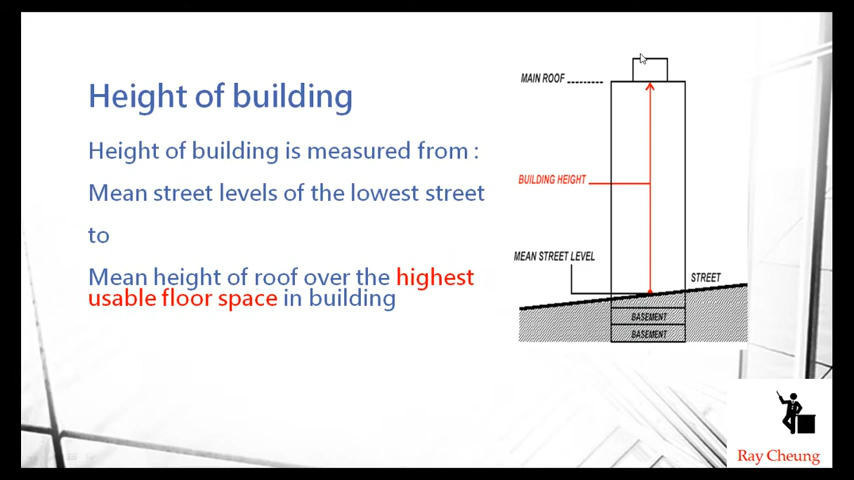 Height of building
Height of building is measured from :
Mean street levels of the lowest street
to
Mean height of roof over the highest
usable floor space in building
MAIN ROOF
BUILDING HEIGHT
MEAN STREET LEVEL
STREET
BASEMENT
BASEMENT
Ray Cheung